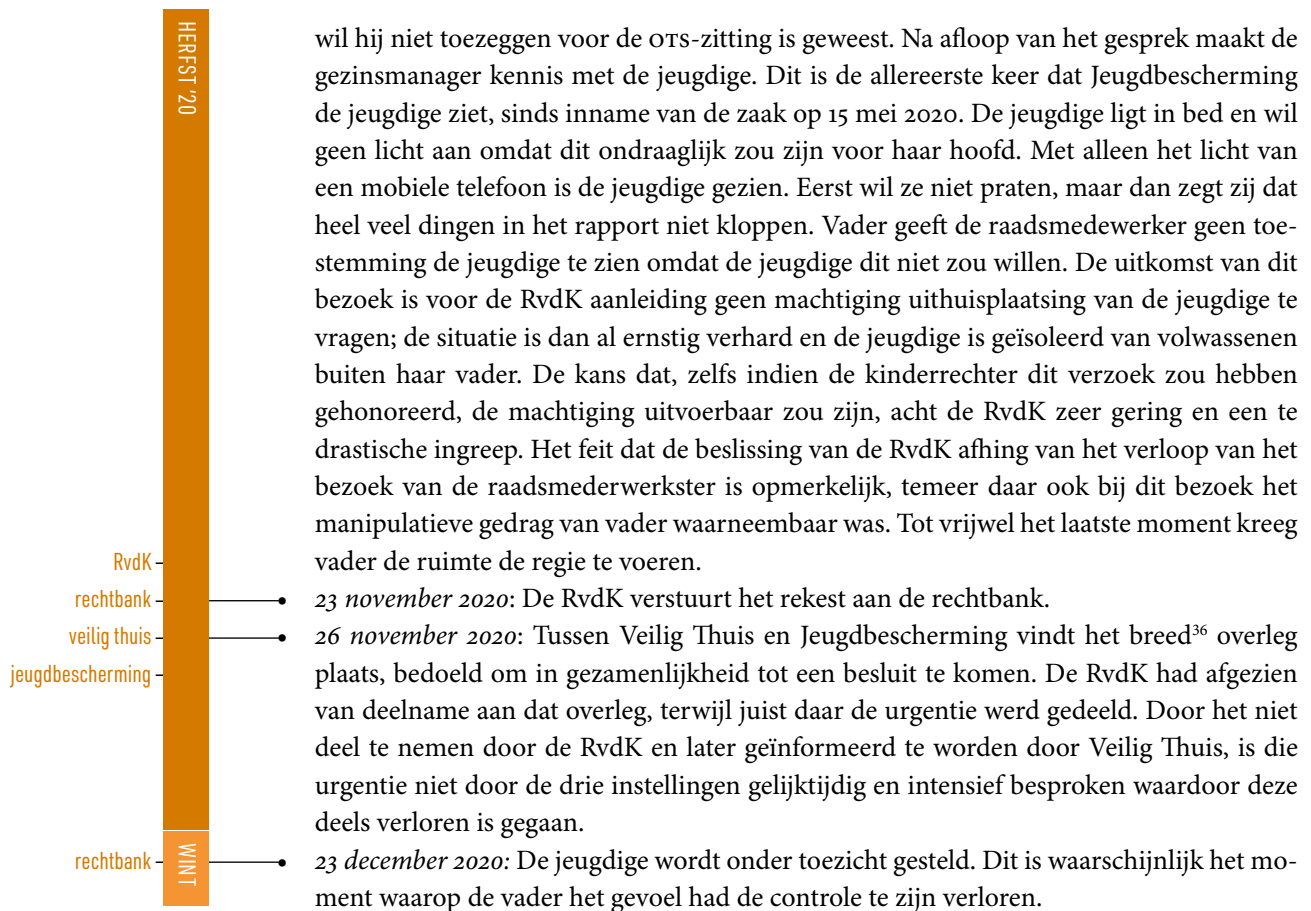 HERFST '20
wil hij niet toezeggen voor de OTS-zitting is geweest. Na afloop van het gesprek maakt de
gezinsmanager kennis met de jeugdige. Dit is de allereerste keer dat Jeugdbescherming
de jeugdige ziet, sinds inname van de zaak op 15 mei 2020. De jeugdige ligt in bed en wil
geen licht aan omdat dit ondraaglijk zou zijn voor haar hoofd. Met alleen het licht van
een mobiele telefoon is de jeugdige gezien. Eerst wil ze niet praten, maar dan zegt zij dat
heel veel dingen in het rapport niet kloppen. Vader geeft de raadsmedewerker geen toe-
stemming de jeugdige te zien omdat de jeugdige dit niet zou willen. De uitkomst van dit
bezoek is voor de RvdK aanleiding geen machtiging uithuisplaatsing van de jeugdige te
vragen; de situatie is dan al ernstig verhard en de jeugdige is geïsoleerd van volwassenen
buiten haar vader. De kans dat, zelfs indien de kinderrechter dit verzoek zou hebben
gehonoreerd, de machtiging uitvoerbaar zou zijn, acht de RvdK zeer gering en een te
drastische ingreep. Het feit dat de beslissing van de RvdK afhing van het verloop van het
bezoek van de raadsmederwerkster is opmerkelijk, temeer daar ook bij dit bezoek het
manipulatieve gedrag van vader waarneembaar was. Tot vrijwel het laatste moment kreeg
RvdK
vader de ruimte de regie te voeren.
rechtbank
• 23 november 2020: De RvdK verstuurt het rekest aan de rechtbank.
veilig thuis
• 26 november 2020: Tussen Veilig Thuis en Jeugdbescherming vindt het breed36 overleg
jeugdbescherming
plaats, bedoeld om in gezamenlijkheid tot een besluit te komen. De RvdK had afgezien
van deelname aan dat overleg, terwijl juist daar de urgentie werd gedeeld. Door het niet
deel te nemen door de RvdK en later geïnformeerd te worden door Veilig Thuis, is die
urgentie niet door de drie instellingen gelijktijdig en intensief besproken waardoor deze
deels verloren is gegaan.
WINT
rechtbank
• 23 december 2020: De jeugdige wordt onder toezicht gesteld. Dit is waarschijnlijk het mo-
ment waarop de vader het gevoel had de controle te zijn verloren.